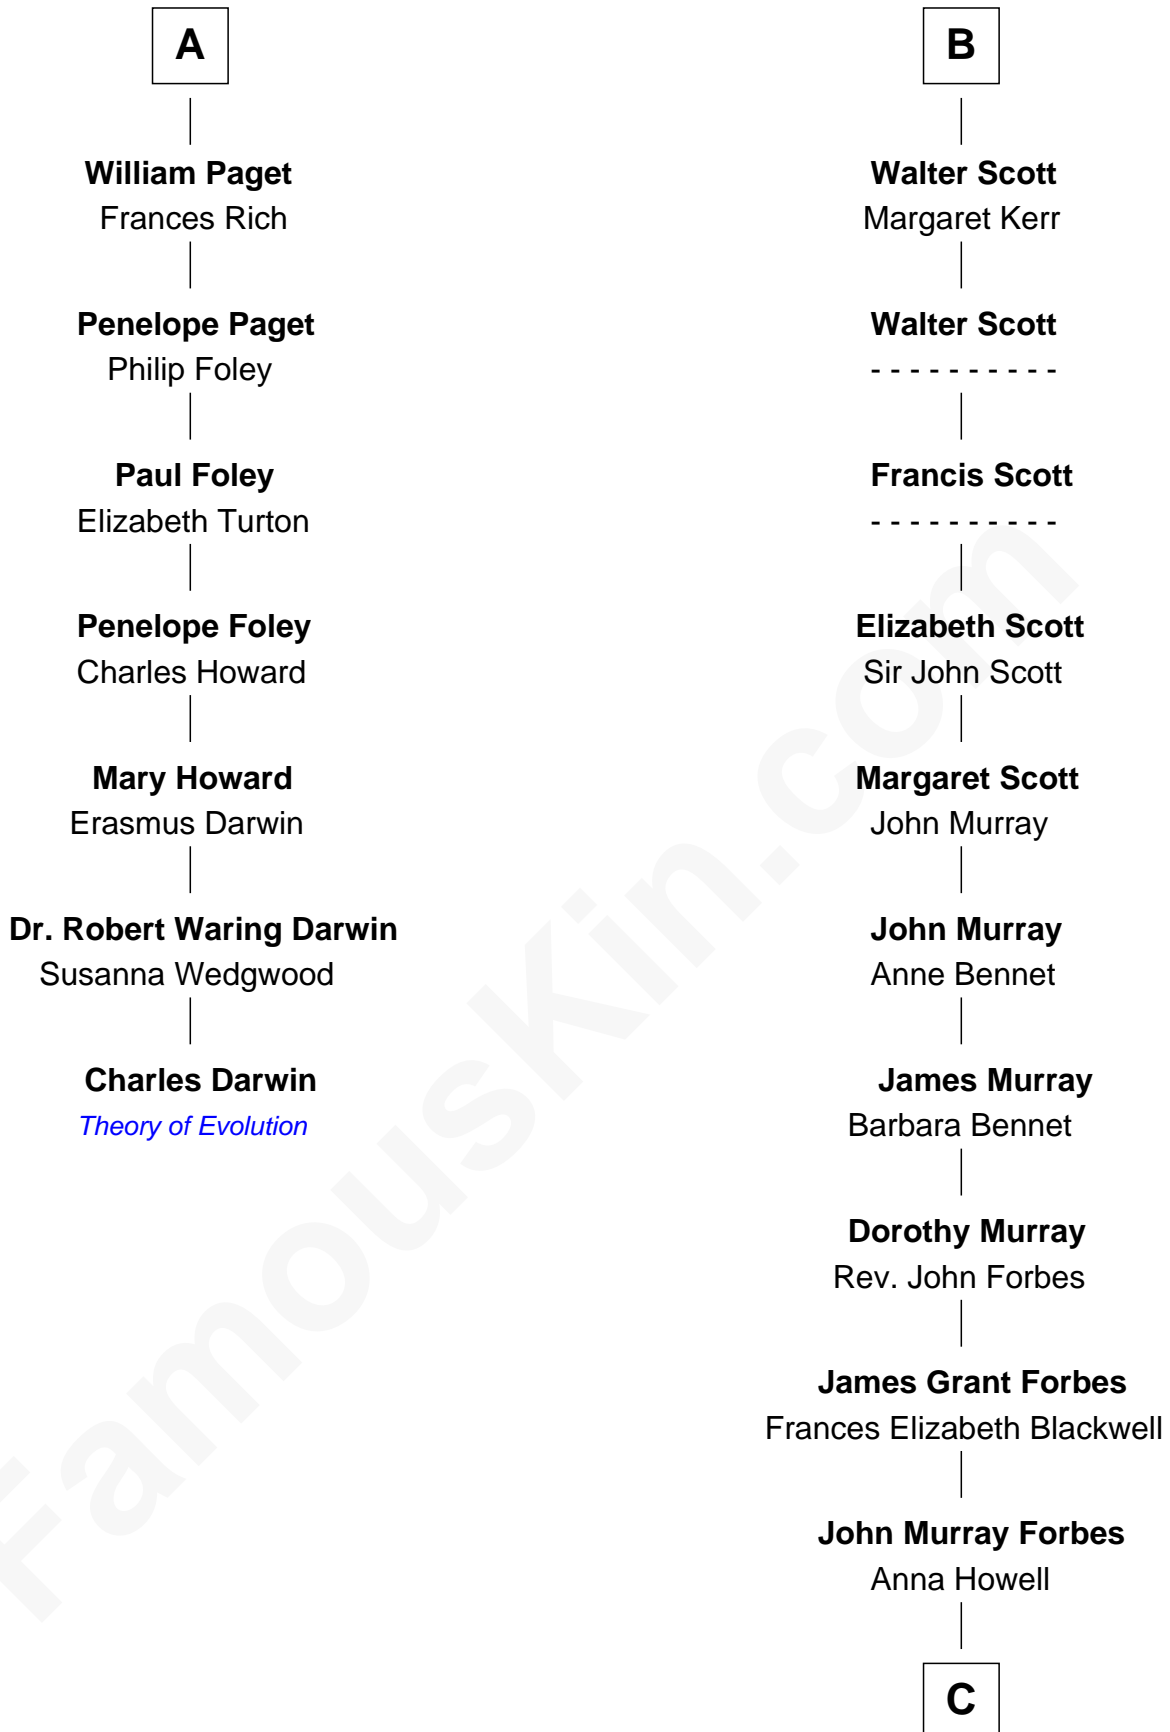 A
William Paget
Frances Rich
Penelope Paget
Philip Foley
Paul Foley
Elizabeth Turton
Penelope Foley
Charles Howard
Mary Howard
Erasmus Darwin
Dr. Robert Waring Darwin
Susanna Wedgwood
Charles Darwin
Theory of Evolution
B
Walter Scott
Margaret Kerr
Walter Scott
- - - - - - - - - -
Francis Scott
- - - - - - - - - -
Elizabeth Scott
Sir John Scott
Margaret Scott
John Murray
John Murray
Anne Bennet
James Murray
Barbara Bennet
Dorothy Murray
Rev. John Forbes
James Grant Forbes
Frances Elizabeth Blackwell
John Murray Forbes
Anna Howell
C
FamousKin.com